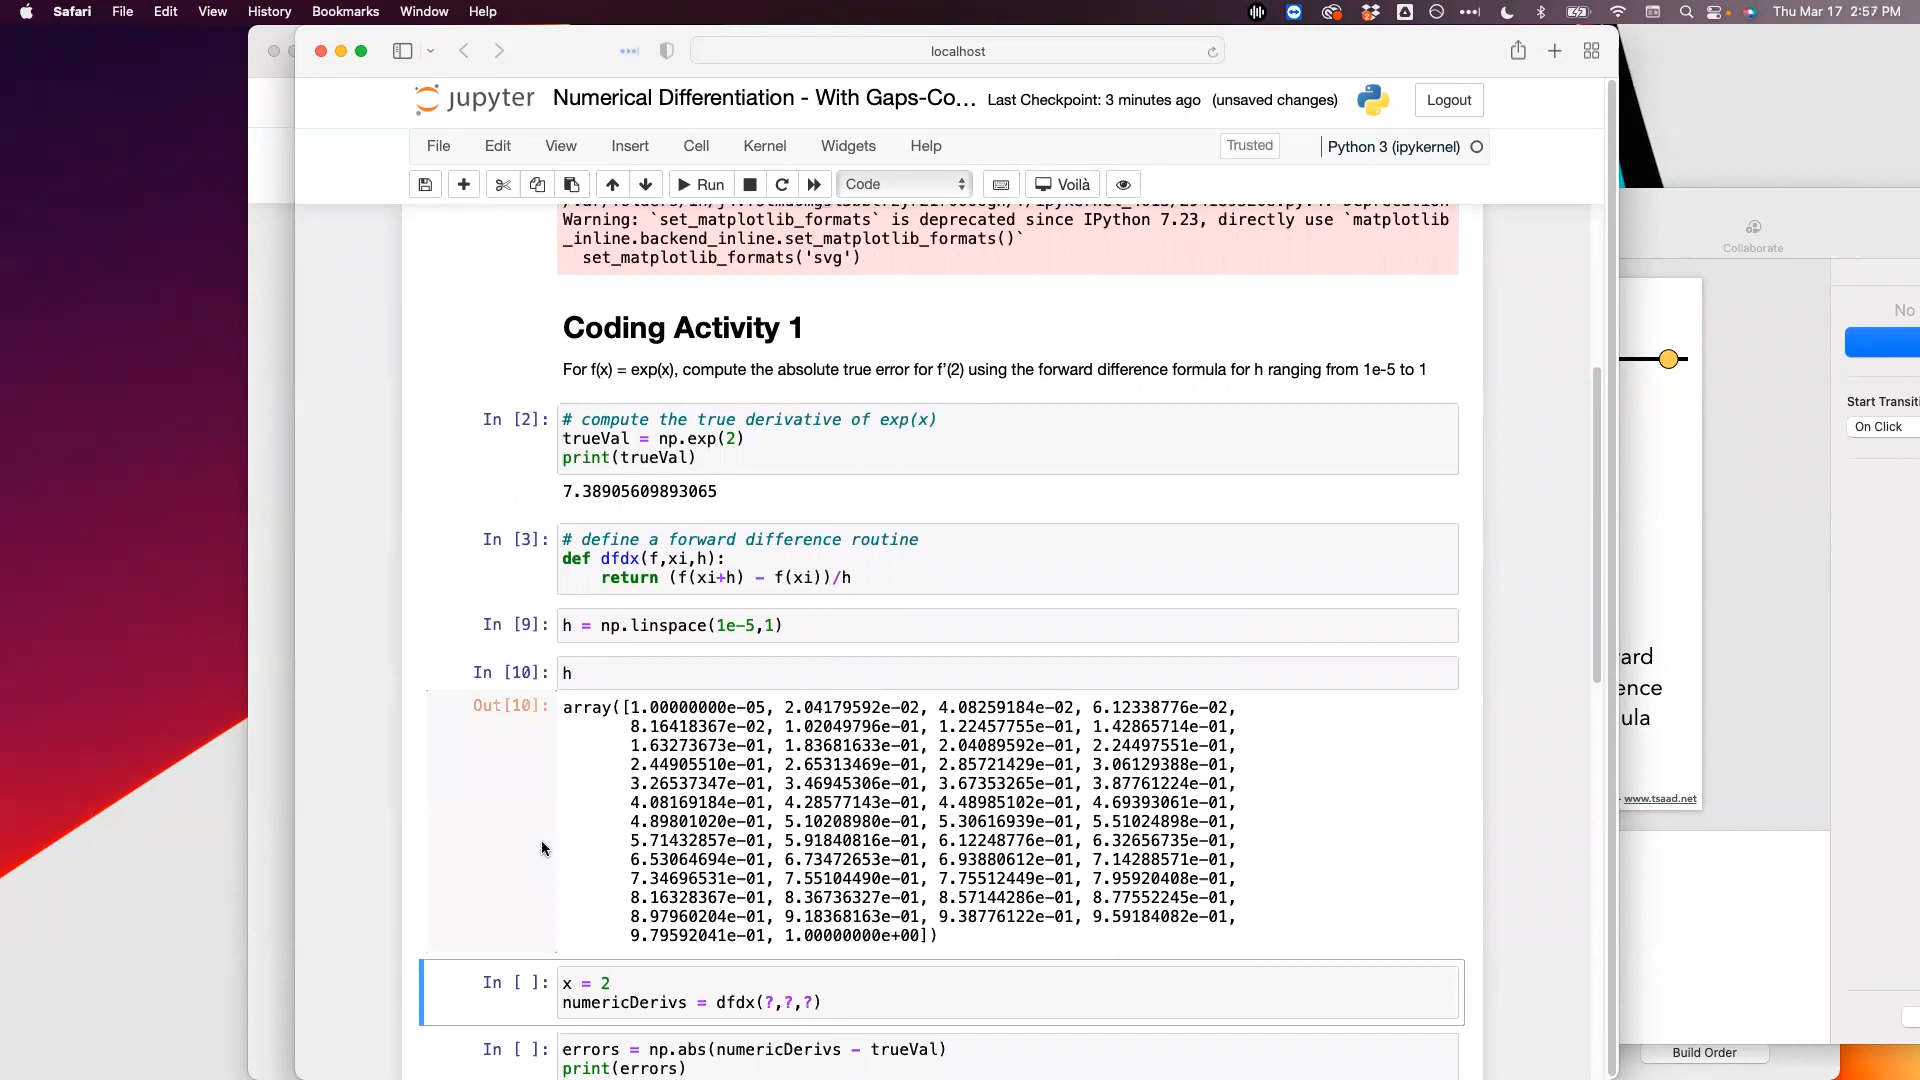 Safari File Edit View History Bookmarks Window Help
Thu Mar 17 2:57 PM
localhost
jupyter Numerical Differentiation - With Gaps-Co... Last Checkpoint: 3 minutes ago (unsaved changes)
Logout
File Edit View Insert Cell Kernel Widgets Help
Trusted
Python 3 (ipykernel)
Run
Code
Voilà
Warning: `set_matplotlib_formats` is deprecated since IPython 7.23, directly use `matplotlib
_inline.backend_inline.set_matplotlib_formats()`
set_matplotlib_formats('svg')
Coding Activity 1
For f(x) = exp(x), compute the absolute true error for f'(2) using the forward difference formula for h ranging from 1e-5 to 1
In [2]: # compute the true derivative of exp(x)
trueVal = np.exp(2)
print(trueVal)
7.38905609893065
In [3]: # define a forward difference routine
def dfdx(f,xi,h):
return (f(xi+h) - f(xi))/h
In [9]: h = np.linspace(1e-5,1)
In [10]: h
Out[10]: array([1.00000000e-05, 2.04179592e-02, 4.08259184e-02, 6.12338776e-02,
8.16418367e-02, 1.02049796e-01, 1.22457755e-01, 1.42865714e-01,
1.63273673e-01, 1.83681633e-01, 2.04089592e-01, 2.24497551e-01,
2.44905510e-01, 2.65313469e-01, 2.85721429e-01, 3.06129388e-01,
3.26537347e-01, 3.46945306e-01, 3.67353265e-01, 3.87761224e-01,
4.08169184e-01, 4.28577143e-01, 4.48985102e-01, 4.69393061e-01,
4.89801020e-01, 5.10208980e-01, 5.30616939e-01, 5.51024898e-01,
5.71432857e-01, 5.91840816e-01, 6.12248776e-01, 6.32656735e-01,
6.53064694e-01, 6.73472653e-01, 6.93880612e-01, 7.14288571e-01,
7.34696531e-01, 7.55104490e-01, 7.75512449e-01, 7.95920408e-01,
8.16328367e-01, 8.36736327e-01, 8.57144286e-01, 8.77552245e-01,
8.97960204e-01, 9.18368163e-01, 9.38776122e-01, 9.59184082e-01,
9.79592041e-01, 1.00000000e+00])
In [ ]: x = 2
numericDerivs = dfdx(?,?,?)
In [ ]: errors = np.abs(numericDerivs - trueVal)
print(errors)
Collaborate
No
Start Transiti
On Click
ard
ence
ula
www.tsaad.net
Build Order